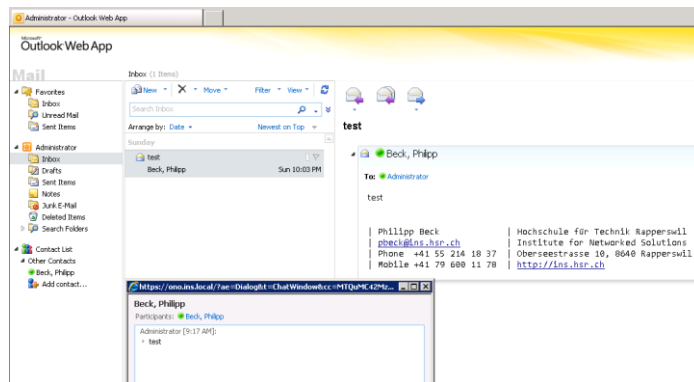 Administrator - Outlook Web App
Microsoft
Outlook Web App
Mail
Inbox (1 Items)
Favorites
Inbox
Unread Mail
Sent Items
Administrator
Inbox
Drafts
Sent Items
Notes
Junk E-Mail
Deleted Items
Search Folders
Contact List
Other Contacts
Beck, Philipp
Add contact...
New Move Filter View
Search Inbox
Arrange by: Date Newest on Top
Sunday
test
Beck, Philipp Sun 10:03 PM
test
Beck, Philipp
To: Administrator
test
| Philipp Beck | Hochschule für Technik Rapperswil
| pbeck@ins.hsr.ch | Institute for Networked Solutions
| Phone +41 55 214 18 37 | Oberseestrasse 10, 8640 Rapperswil
| Mobile +41 79 600 11 78 | http://ins.hsr.ch
https://ono.ins.local/?ae=Dialog&t=ChatWindow&cc=MTQuMC42Mz...
Beck, Philipp
Participants: Beck, Philipp
Administrator [9:17 AM]:
test